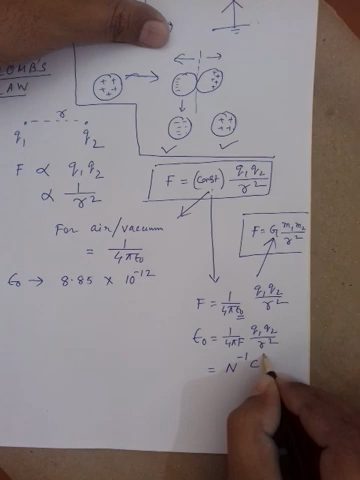 LAW
r
q₁ q₂
F ∝ q₁q₂
∝ 1/r²
F = (const) q₁q₂/r²
For air/vacuum
= 1/4πε₀
ε₀ → 8.85 × 10⁻¹²
F = G m₁m₂/r²
F = 1/4πε₀ q₁q₂/r²
ε₀ = 1/4πF q₁q₂/r²
= N⁻¹ C